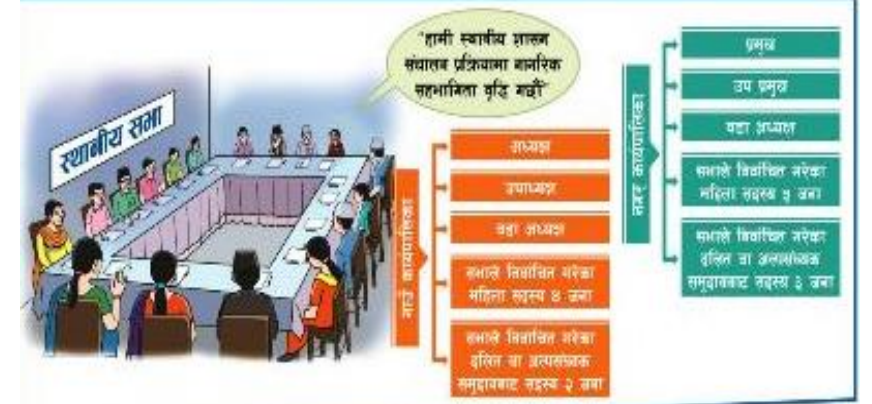 "हामी स्थानीय शासन
संचालन प्रक्रियामा नागरिक
सहभागिता वृद्धि गर्छौं"
स्थानीय सभा
गाउँ कार्यपालिका
अध्यक्ष
उपाध्यक्ष
वडा अध्यक्ष
सभाले निर्वाचित गरेका
महिला सदस्य ४ जना
सभाले निर्वाचित गरेका
दलित वा अल्पसंख्यक
समुदायबाट सदस्य २ जना
नगर कार्यपालिका
प्रमुख
उप प्रमुख
वडा अध्यक्ष
सभाले निर्वाचित गरेका
महिला सदस्य ५ जना
सभाले निर्वाचित गरेका
दलित वा अल्पसंख्यक
समुदायबाट सदस्य ३ जना